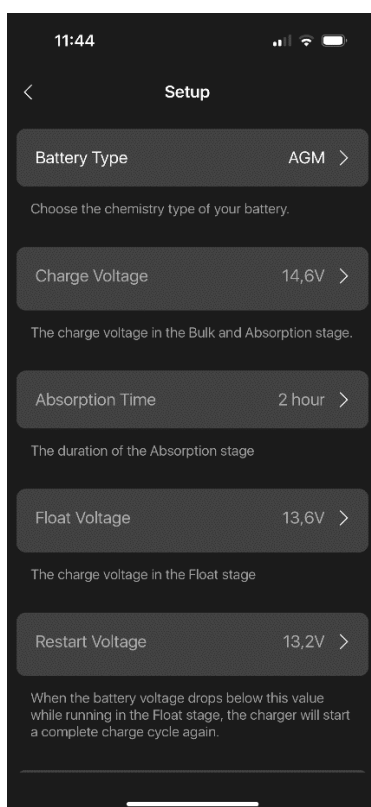 11:44
Setup
Battery Type AGM
Choose the chemistry type of your battery.
Charge Voltage 14,6V
The charge voltage in the Bulk and Absorption stage.
Absorption Time 2 hour
The duration of the Absorption stage
Float Voltage 13,6V
The charge voltage in the Float stage
Restart Voltage 13,2V
When the battery voltage drops below this value
while running in the Float stage, the charger will start
a complete charge cycle again.